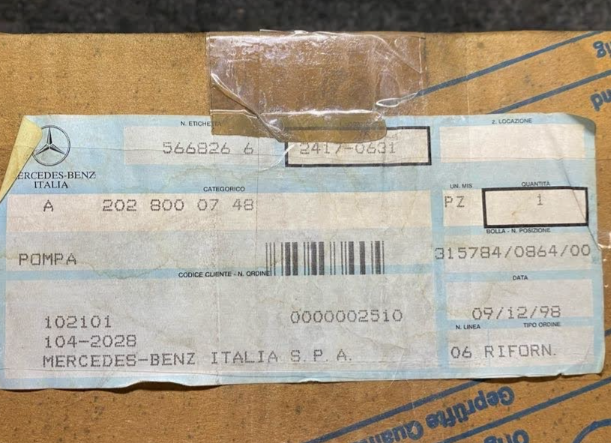 N. ETICHETTA
2. LOCAZIONE
566826 6
2417-0631
MERCEDES-BENZ
ITALIA
CATEGORICO
UN. MIS
QUANTITA
A 202 800 07 48
PZ
1
BOLLA - N. POSIZIONE
POMPA
315784/0864/00
CODICE CLIENTE - N. ORDINE
DATA
102101
0000002510
09/12/98
104-2028
N. LINEA
TIPO ORDINE
MERCEDES-BENZ ITALIA S.P.A.
06 RIFORN.
Geprüfte